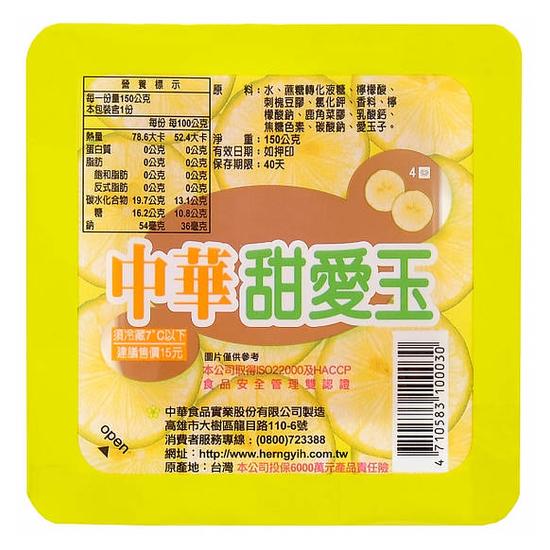 營養標示
每一份量150公克
本包裝含1份
每份 每100公克
熱量 78.6大卡 52.4大卡
蛋白質 0公克 0公克
脂肪 0公克 0公克
飽和脂肪 0公克 0公克
反式脂肪 0公克 0公克
碳水化合物 19.7公克 13.1公克
糖 16.2公克 10.8公克
鈉 54毫克 36毫克
原料：水、蔗糖轉化液糖、檸檬酸、
刺槐豆膠、氯化鉀、香料、檸
檬酸鈉、鹿角菜膠、乳酸鈣、
焦糖色素、碳酸鈉、愛玉子。
淨重：150公克
有效日期：如押印
保存期限：40天
4
中華甜愛玉
須冷藏7°C以下
建議售價15元
圖片僅供參考
本公司取得ISO22000及HACCP
食品安全管理雙認證
中華食品實業股份有限公司製造
高雄市大樹區龍目路110-6號
消費者服務專線：(0800)723388
網址：http://www.herngyih.com.tw
原產地：台灣 本公司投保6000萬元產品責任險
open
4 710583 100030